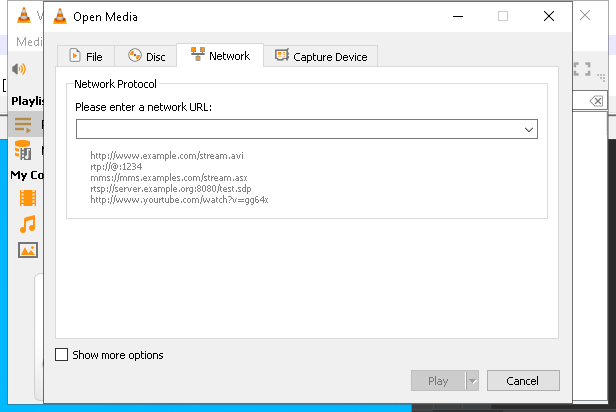 V
Open Media
Medi
File
Disc
Network
Capture Device
Network Protocol
Please enter a network URL:
http://www.example.com/stream.avi
rtp://@:1234
mms://mms.examples.com/stream.asx
rtsp://server.example.org:8080/test.sdp
http://www.yourtube.com/watch?v=gg64x
Playlis
My Co
Show more options
Play
Cancel